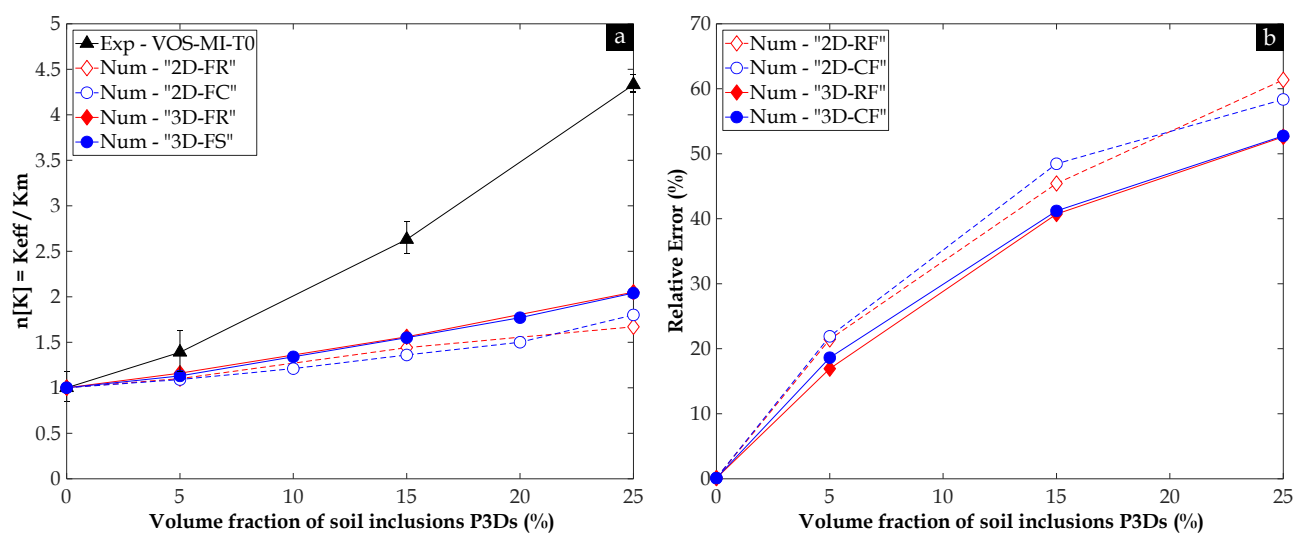 a
Exp - VOS-MI-T0
Num - "2D-FR"
Num - "2D-FC"
Num - "3D-FR"
Num - "3D-FS"
n[K] = Keff / Km
5
4.5
4
3.5
3
2.5
2
1.5
1
0.5
0
0 5 10 15 20 25
Volume fraction of soil inclusions P3Ds (%)
b
Num - "2D-RF"
Num - "2D-CF"
Num - "3D-RF"
Num - "3D-CF"
Relative Error (%)
70
60
50
40
30
20
10
0
0 5 10 15 20 25
Volume fraction of soil inclusions P3Ds (%)